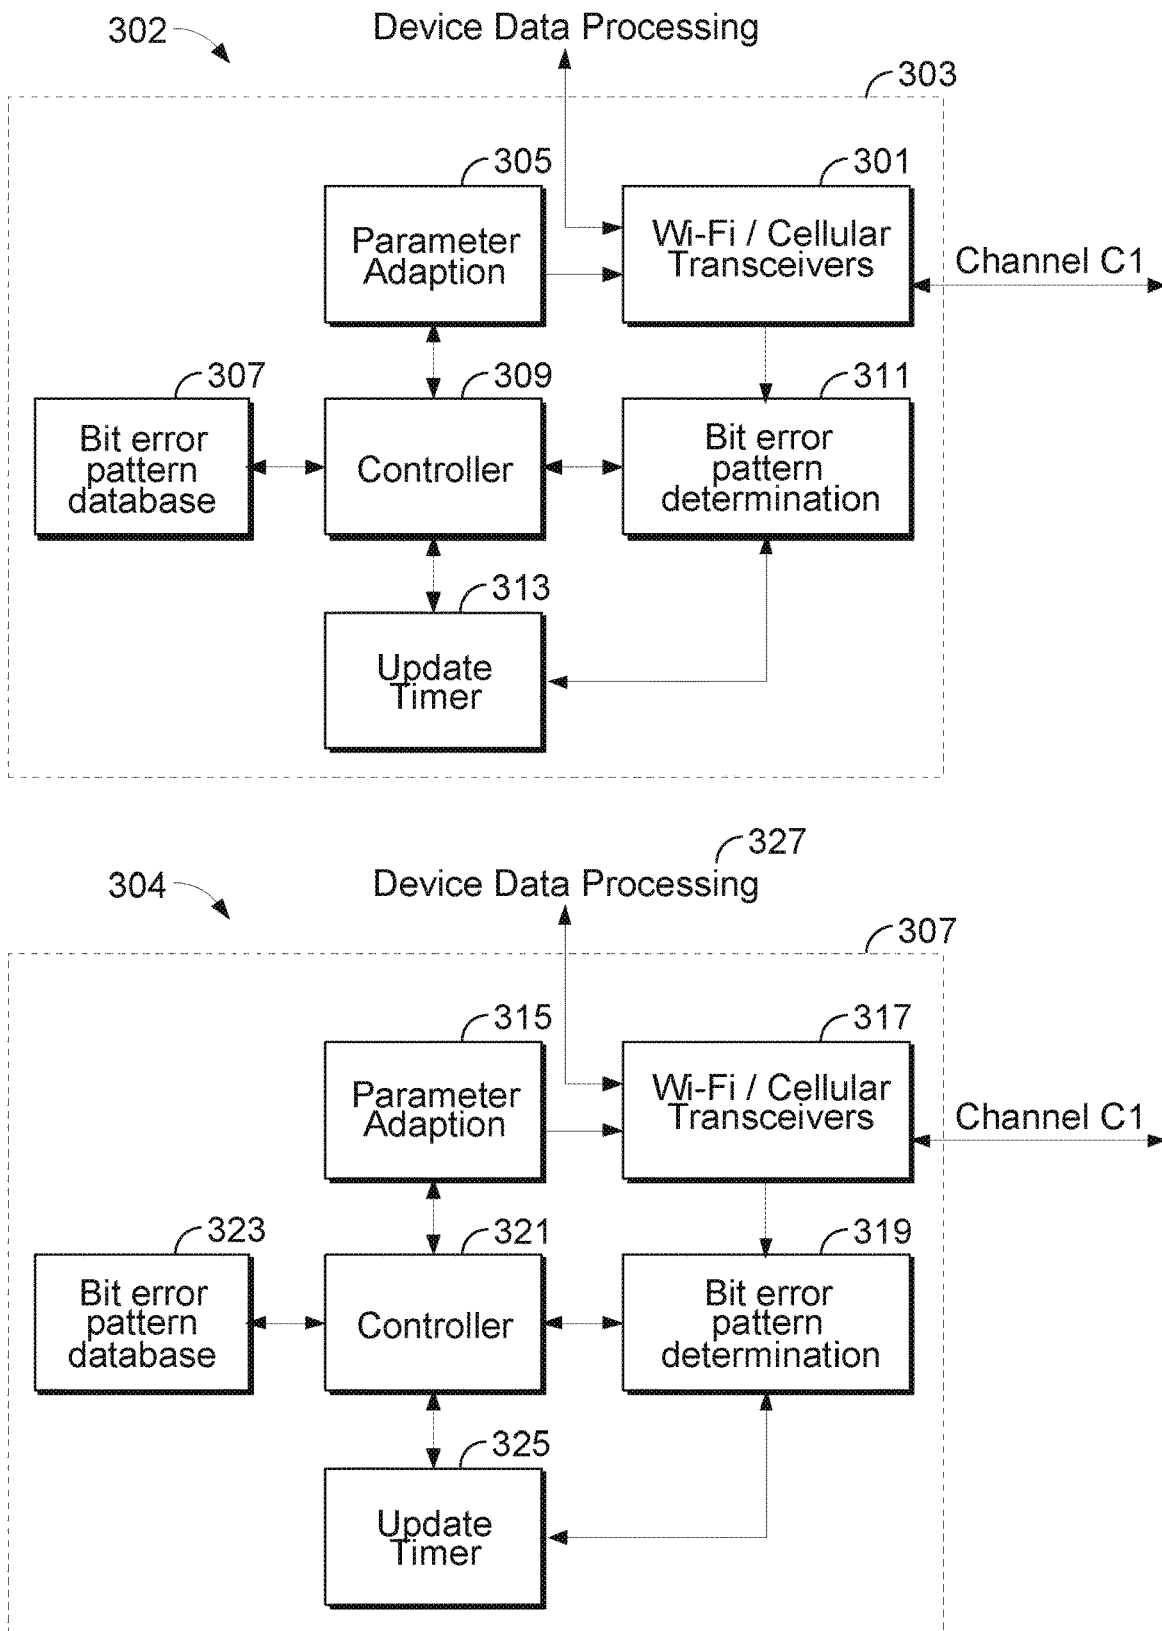 302
Device Data Processing
303
305
Parameter
Adaption
301
Wi-Fi / Cellular
Transceivers
Channel C1
307
Bit error
pattern
database
309
Controller
311
Bit error
pattern
determination
313
Update
Timer
327
304
Device Data Processing
307
315
Parameter
Adaption
317
Wi-Fi / Cellular
Transceivers
Channel C1
323
Bit error
pattern
database
321
Controller
319
Bit error
pattern
determination
325
Update
Timer